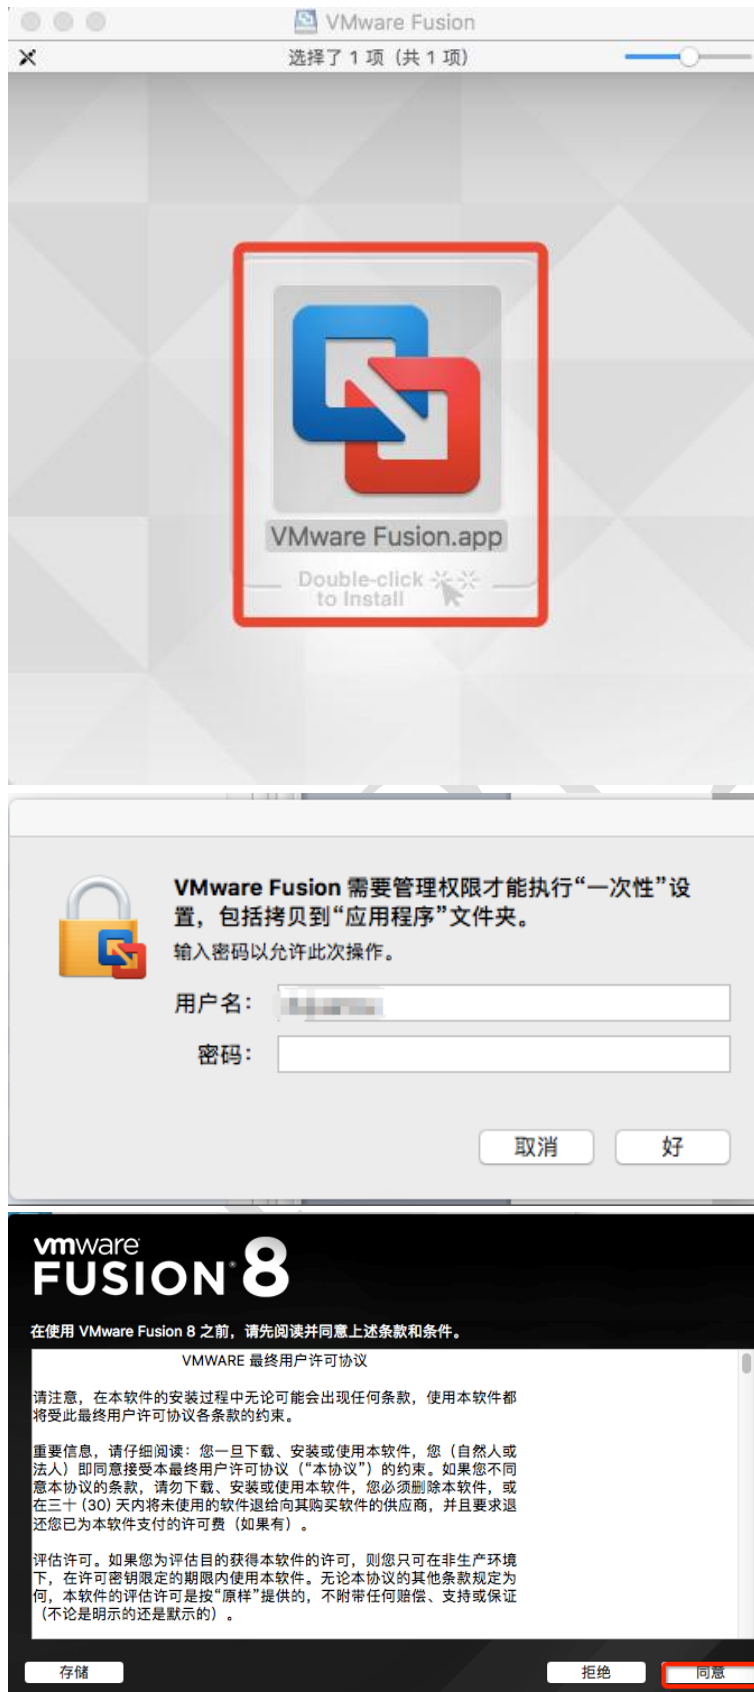 VMware Fusion
选择了 1 项（共 1 项）
VMware Fusion.app
Double-click
to Install
VMware Fusion 需要管理权限才能执行“一次性”设
置，包括拷贝到“应用程序”文件夹。
输入密码以允许此次操作。
用户名：
密码：
取消
好
vmware
FUSION® 8
在使用 VMware Fusion 8 之前，请先阅读并同意上述条款和条件。
VMWARE 最终用户许可协议
请注意，在本软件的安装过程中无论可能会出现任何条款，使用本软件都
将受此最终用户许可协议各条款的约束。
重要信息，请仔细阅读：您一旦下载、安装或使用本软件，您（自然人或
法人）即同意接受本最终用户许可协议（“本协议”）的约束。如果您不同
意本协议的条款，请勿下载、安装或使用本软件，您必须删除本软件，或
在三十 (30) 天内将未使用的软件退给向其购买软件的供应商，并且要求退
还您已为本软件支付的许可费（如果有）。
评估许可。如果您为评估目的获得本软件的许可，则您只可在非生产环境
下，在许可密钥限定的期限内使用本软件。无论本协议的其他条款规定为
何，本软件的评估许可是按“原样”提供的，不附带任何赔偿、支持或保证
（不论是明示的还是默示的）。
存储
拒绝
同意